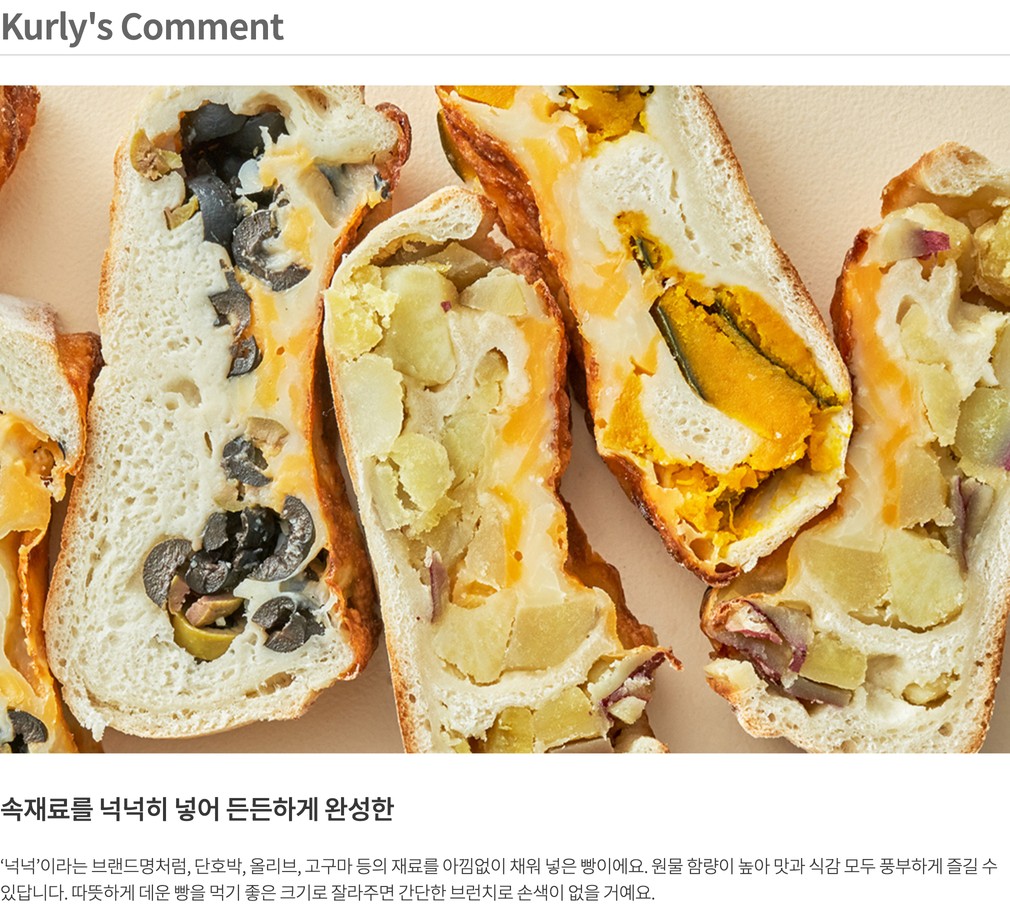 Kurly's Comment
속재료를 넉넉히 넣어 든든하게 완성한
‘넉넉’이라는 브랜드명처럼, 단호박, 올리브, 고구마 등의 재료를 아낌없이 채워 넣은 빵이에요. 원물 함량이 높아 맛과 식감 모두 풍부하게 즐길 수
있답니다. 따뜻하게 데운 빵을 먹기 좋은 크기로 잘라주면 간단한 브런치로 손색이 없을 거예요.